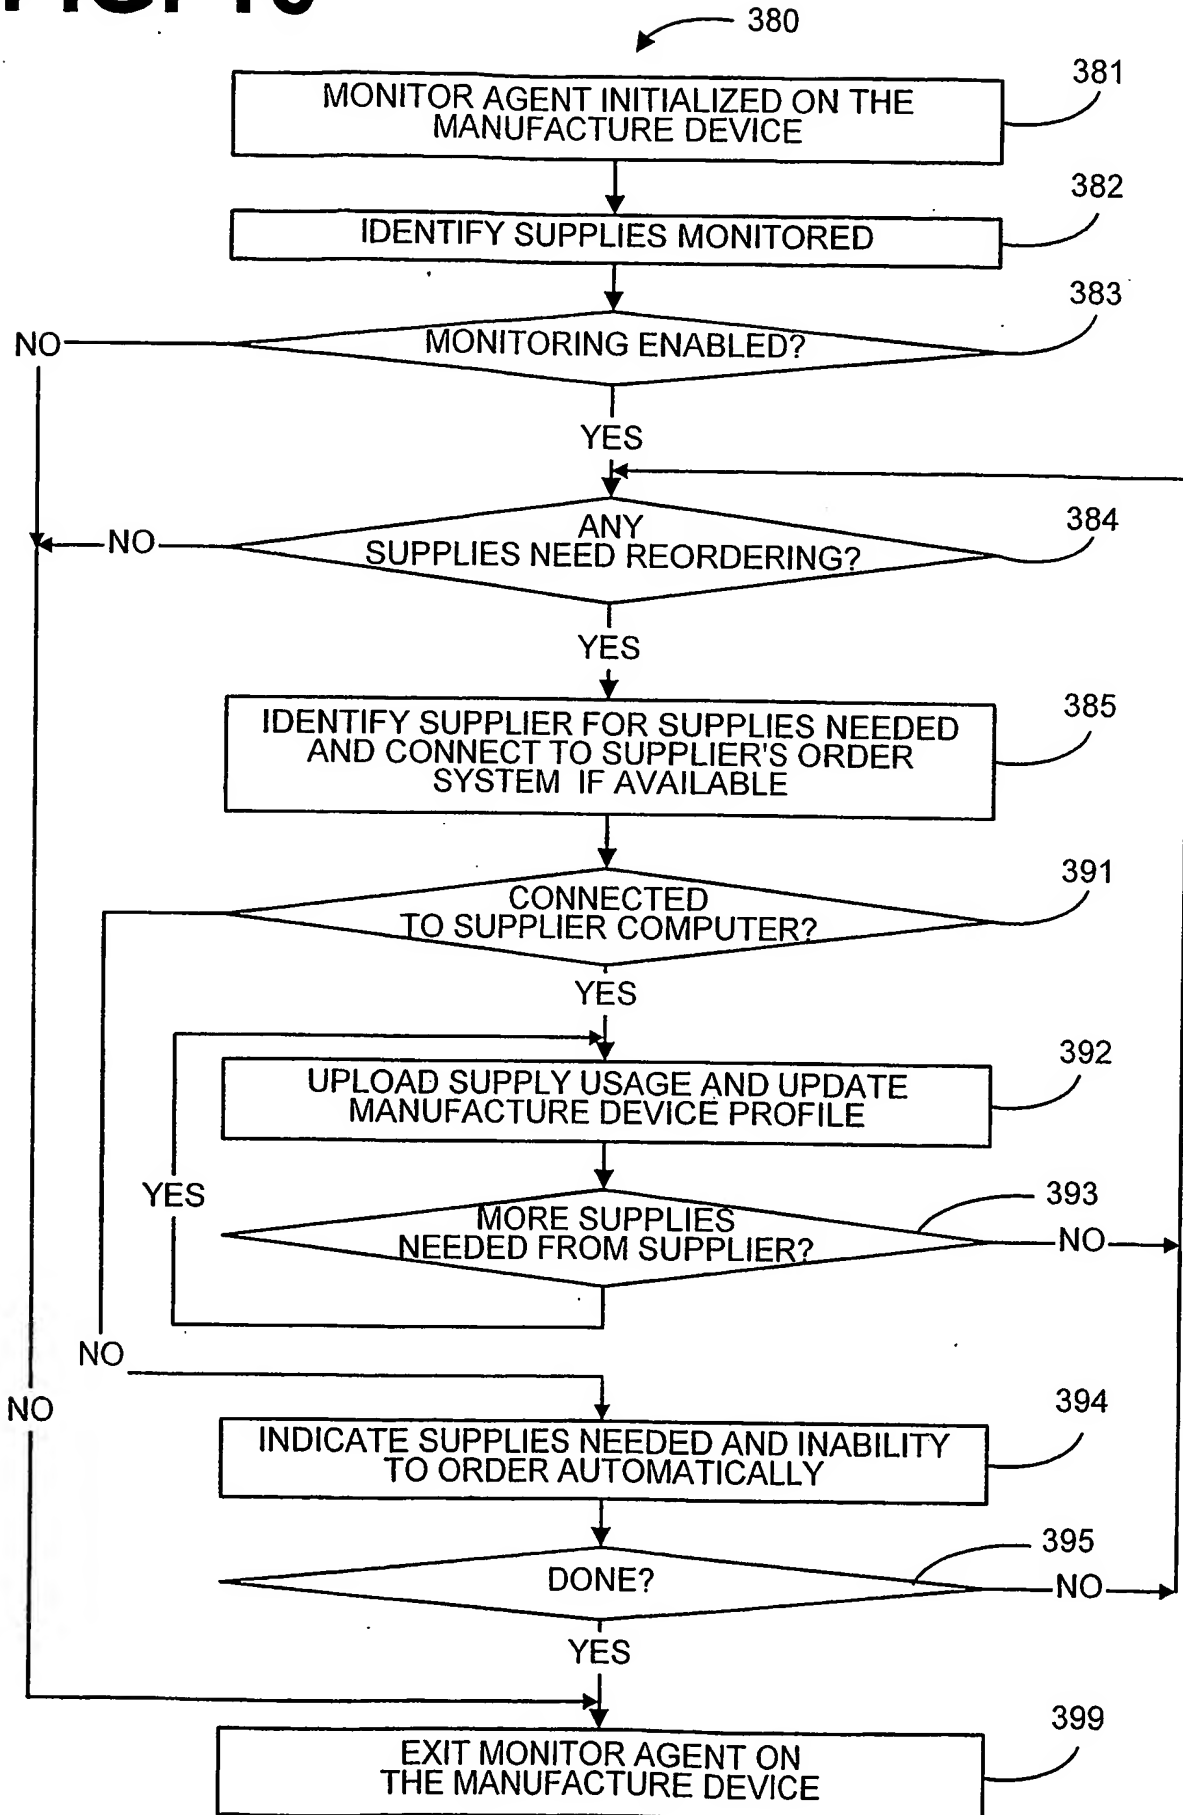 380
381
MONITOR AGENT INITIALIZED ON THE
MANUFACTURE DEVICE
382
IDENTIFY SUPPLIES MONITORED
383
NO
MONITORING ENABLED?
YES
384
NO
ANY
SUPPLIES NEED REORDERING?
YES
385
IDENTIFY SUPPLIER FOR SUPPLIES NEEDED
AND CONNECT TO SUPPLIER'S ORDER
SYSTEM IF AVAILABLE
391
CONNECTED
TO SUPPLIER COMPUTER?
YES
392
UPLOAD SUPPLY USAGE AND UPDATE
MANUFACTURE DEVICE PROFILE
YES
393
MORE SUPPLIES
NEEDED FROM SUPPLIER?
NO
NO
NO
394
INDICATE SUPPLIES NEEDED AND INABILITY
TO ORDER AUTOMATICALLY
395
DONE?
NO
YES
399
EXIT MONITOR AGENT ON
THE MANUFACTURE DEVICE